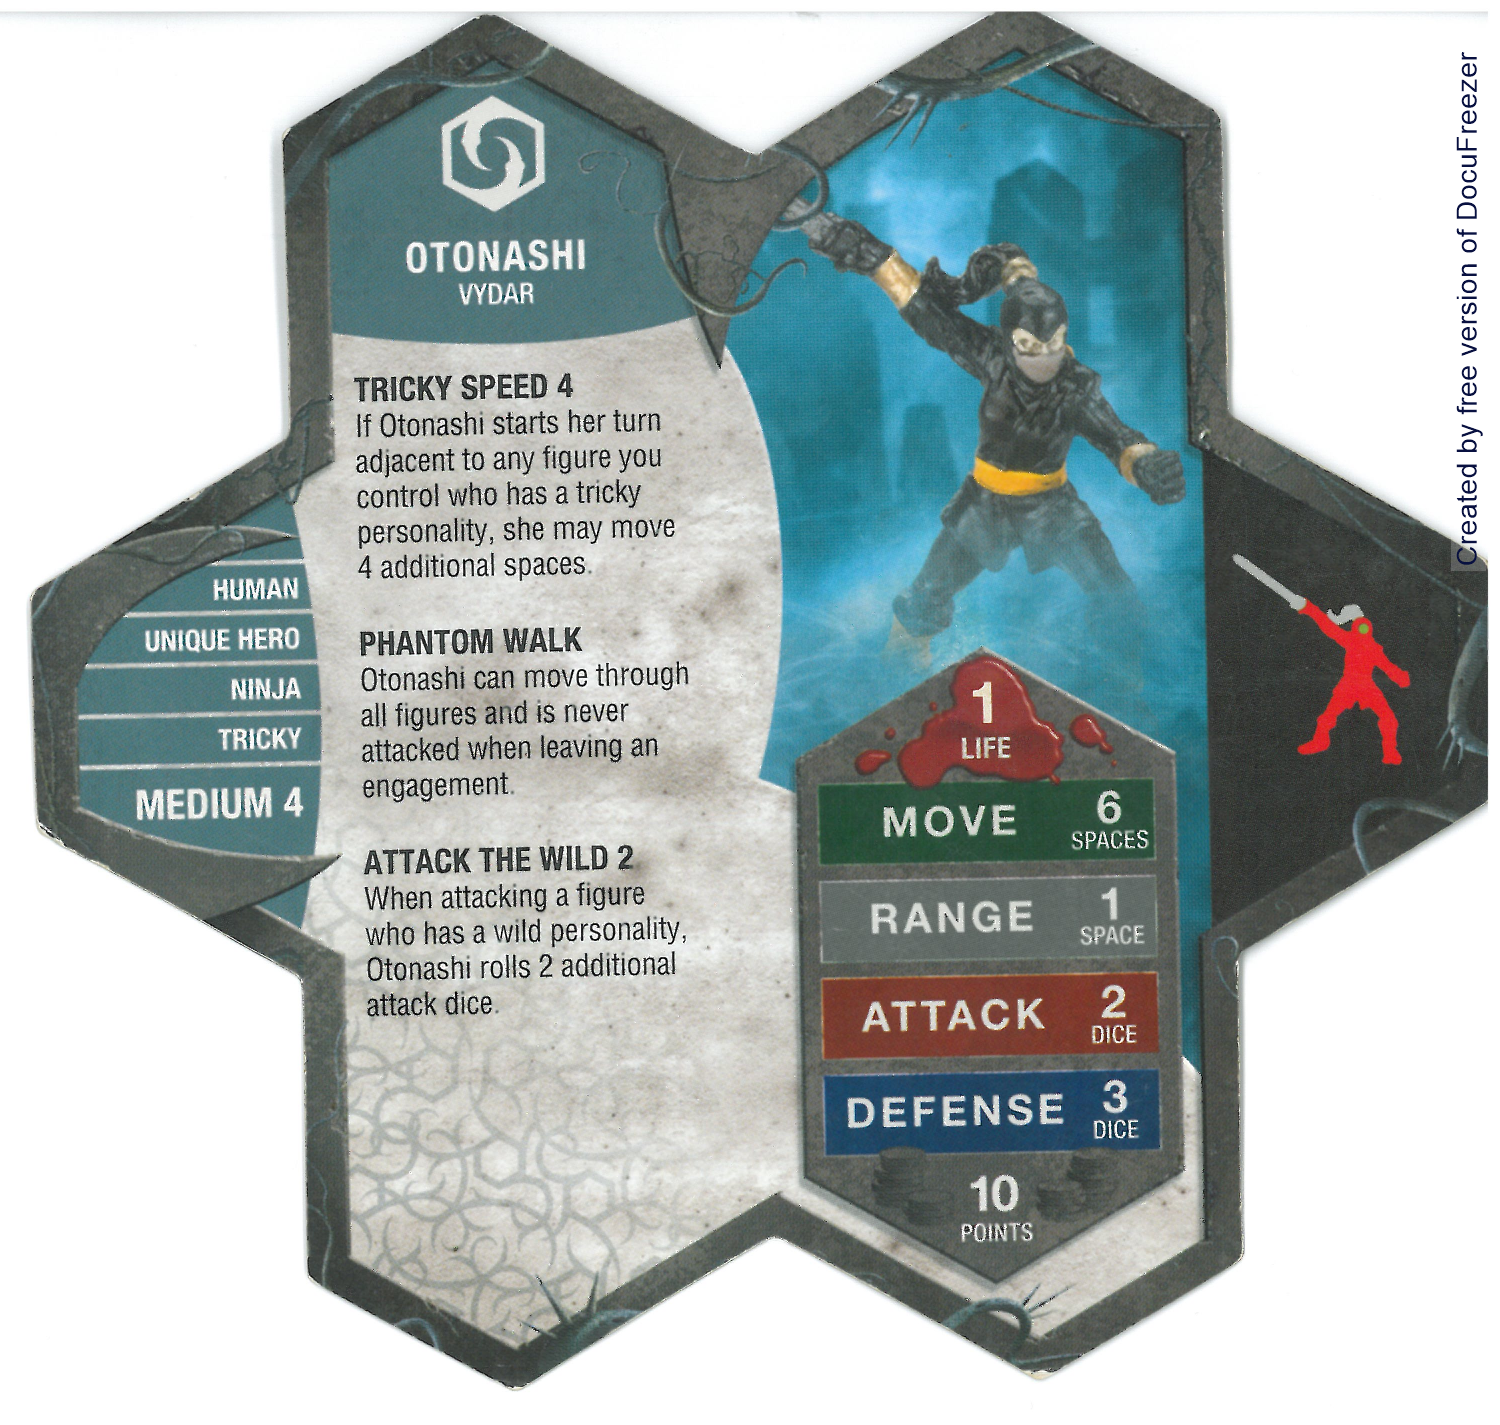 OTONASHI
VYDAR
TRICKY SPEED 4
If Otonashi starts her turn
adjacent to any figure you
control who has a tricky
personality, she may move
4 additional spaces.
PHANTOM WALK
Otonashi can move through
all figures and is never
attacked when leaving an
engagement.
ATTACK THE WILD 2
When attacking a figure
who has a wild personality,
Otonashi rolls 2 additional
attack dice.
HUMAN
UNIQUE HERO
NINJA
TRICKY
MEDIUM 4
1
LIFE
MOVE 6
SPACES
RANGE 1
SPACE
ATTACK 2
DICE
DEFENSE 3
DICE
10
POINTS
Created by free version of DocuFreezer